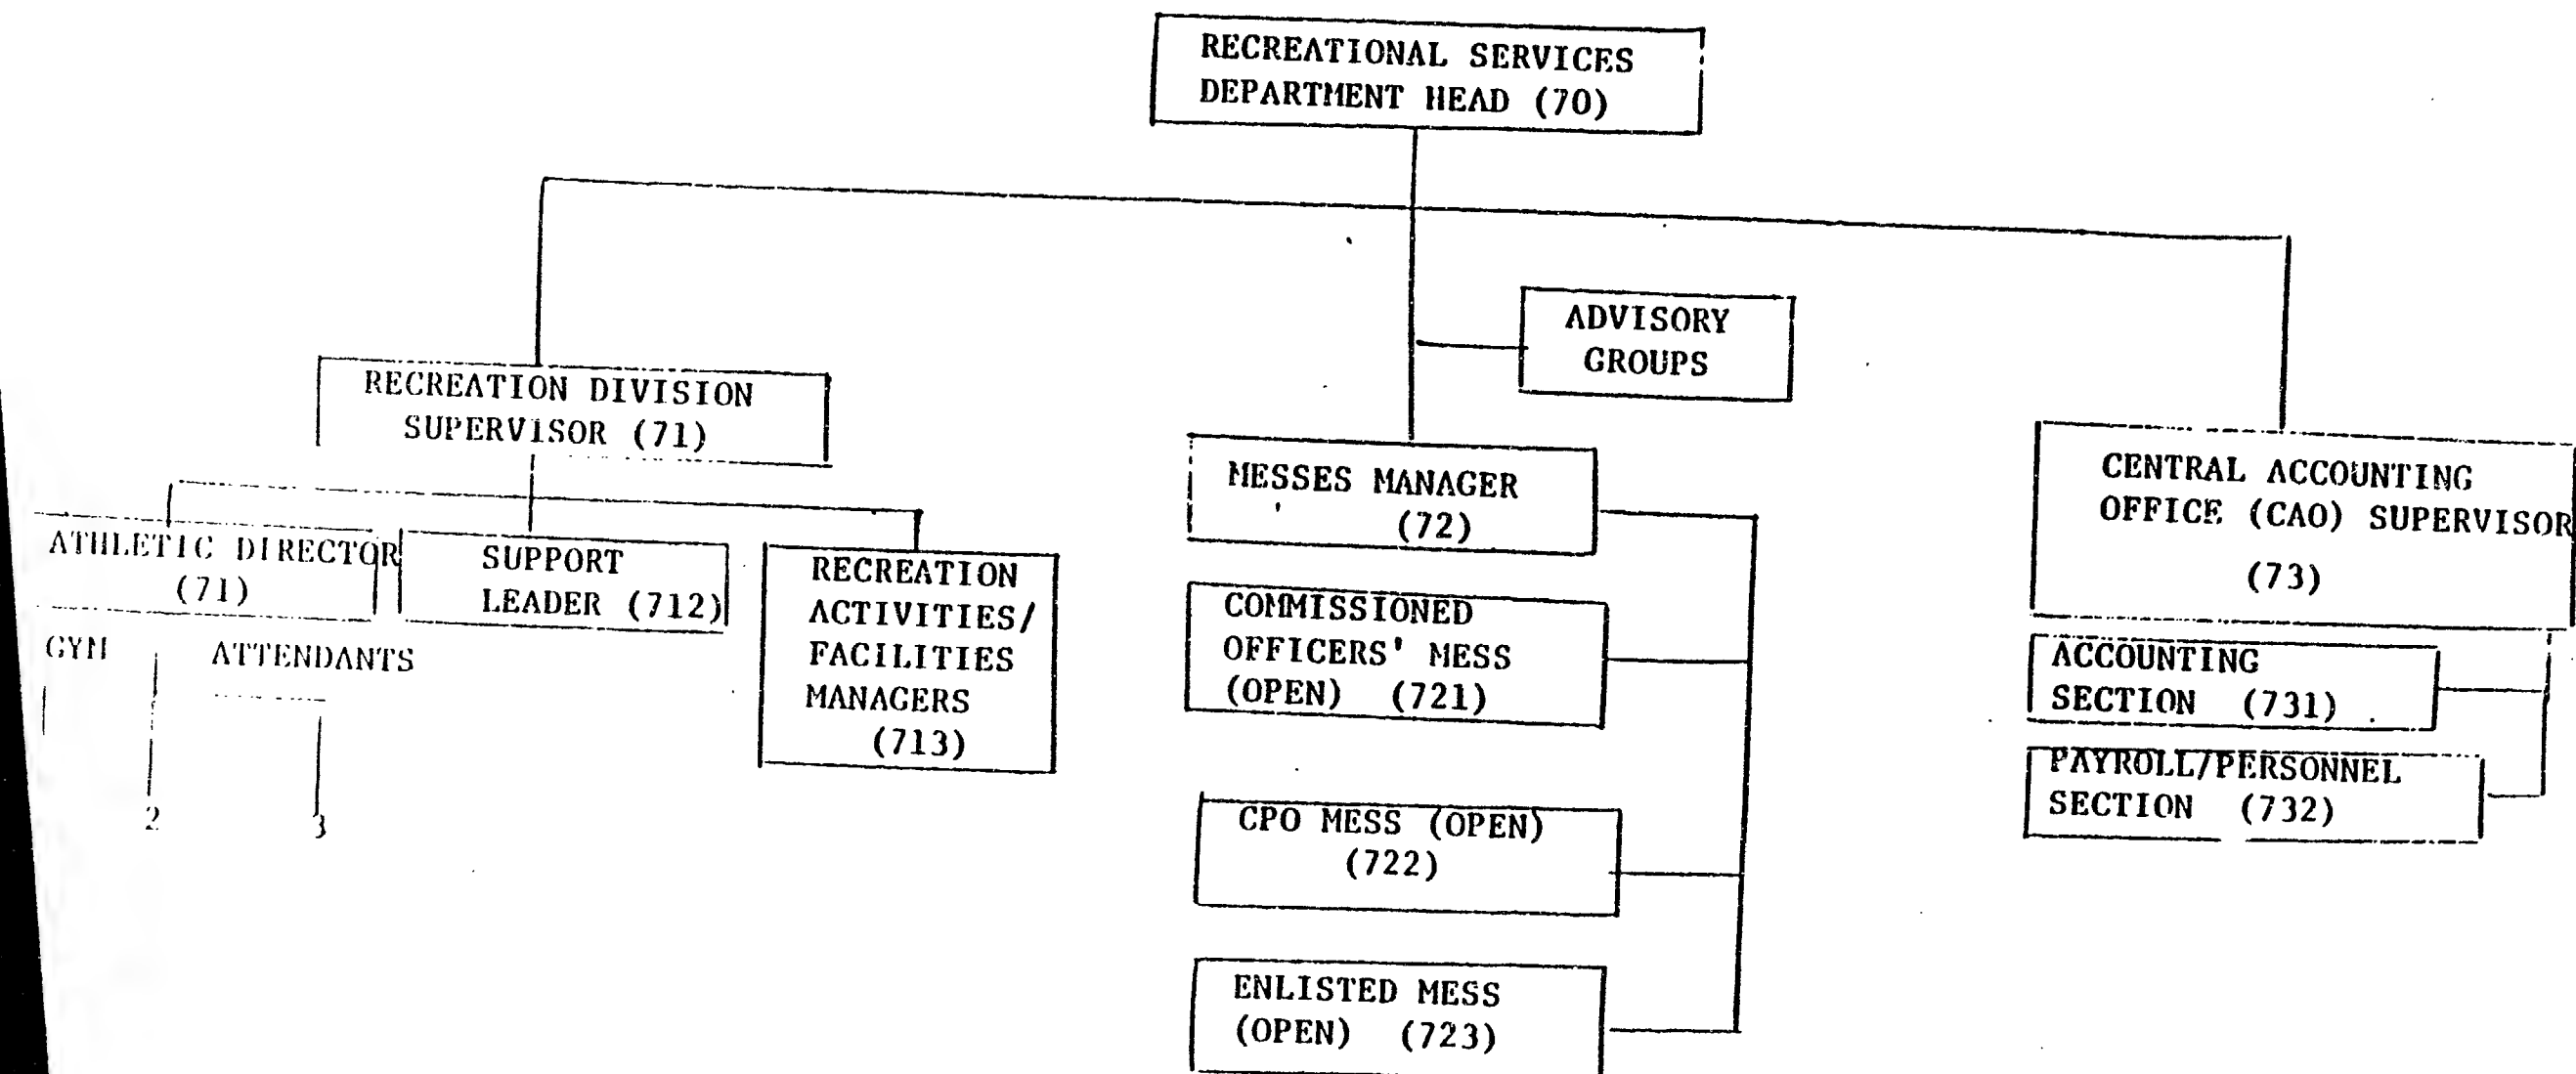 RECREATIONAL SERVICES
DEPARTMENT HEAD (70)
ADVISORY
GROUPS
RECREATION DIVISION
SUPERVISOR (71)
ATHLETIC DIRECTOR
(71)
GYM ATTENDANTS
2 3
SUPPORT
LEADER (712)
RECREATION
ACTIVITIES/
FACILITIES
MANAGERS
(713)
MESSES MANAGER
(72)
COMMISSIONED
OFFICERS' MESS
(OPEN) (721)
CPO MESS (OPEN)
(722)
ENLISTED MESS
(OPEN) (723)
CENTRAL ACCOUNTING
OFFICE (CAO) SUPERVISOR
(73)
ACCOUNTING
SECTION (731)
PAYROLL/PERSONNEL
SECTION (732)